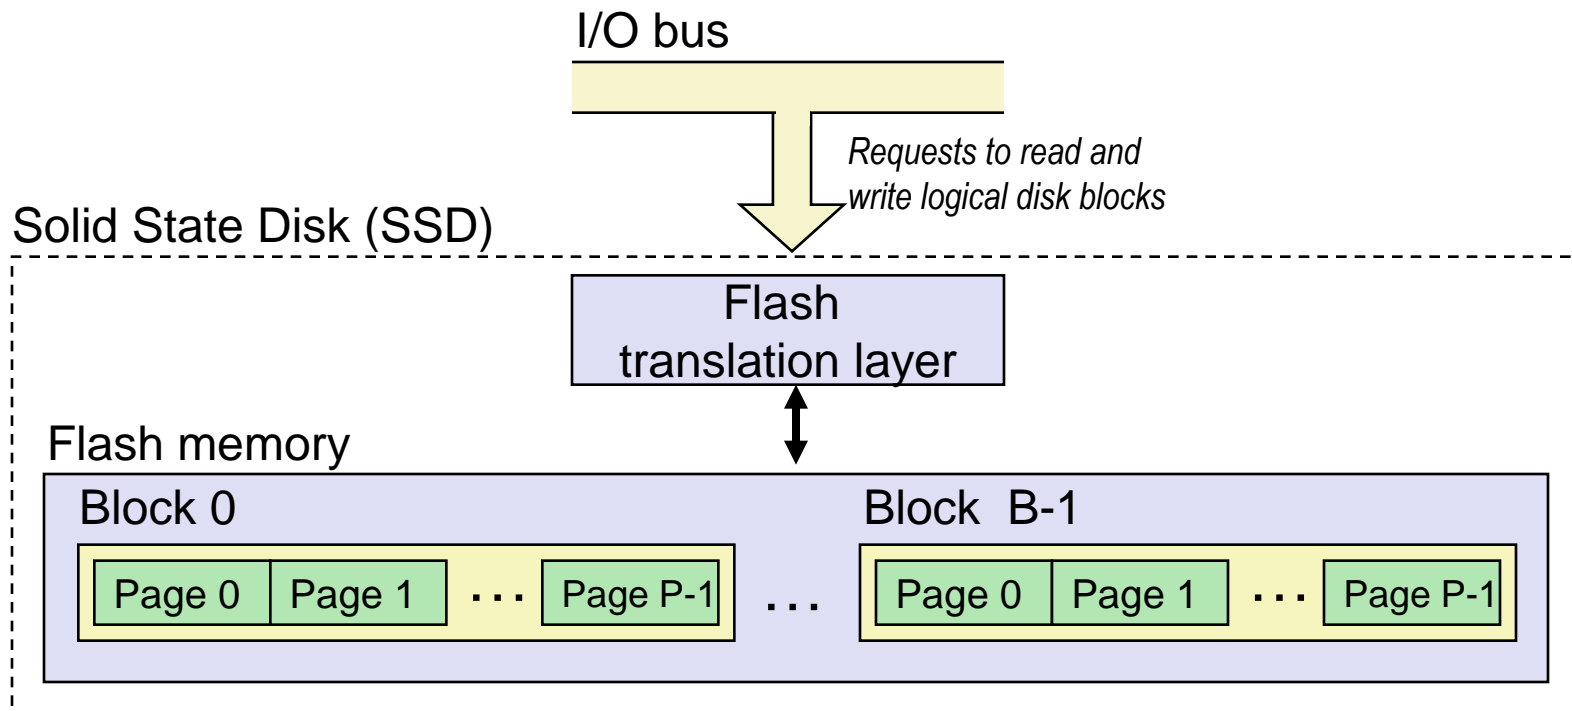 I/O bus
Requests to read and
write logical disk blocks
Solid State Disk (SSD)
Flash
translation layer
Flash memory
Block 0
Block B-1
Page 0 Page 1 ... Page P-1 ... Page 0 Page 1 ... Page P-1